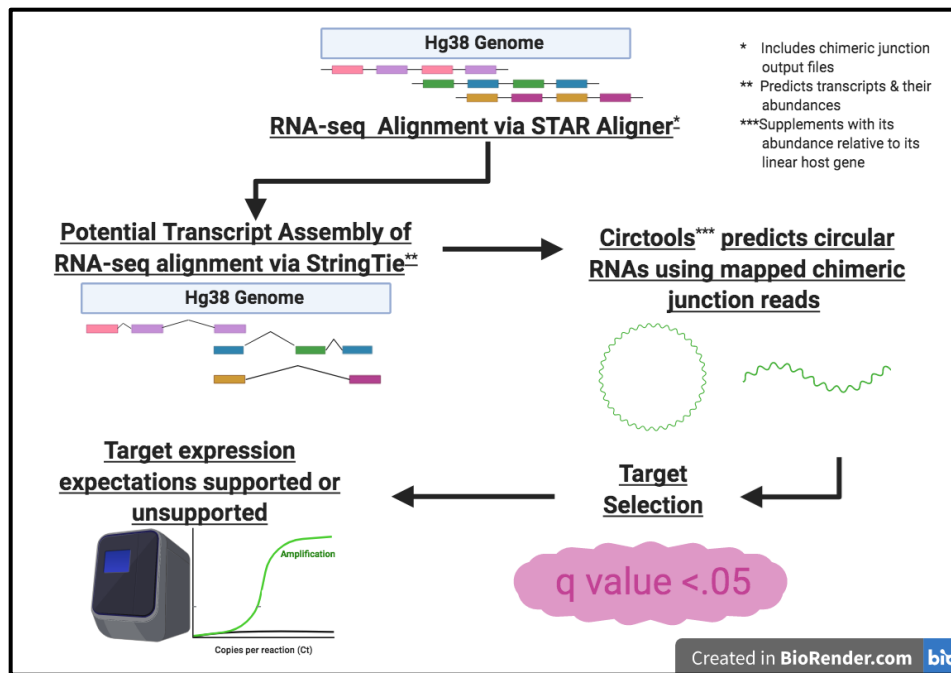 Hg38 Genome
RNA-seq Alignment via STAR Aligner*
* Includes chimeric junction
output files
** Predicts transcripts & their
abundances
***Supplements with its
abundance relative to its
linear host gene
Potential Transcript Assembly of
RNA-seq alignment via StringTie**
Hg38 Genome
Circtools*** predicts circular
RNAs using mapped chimeric
junction reads
Target
Selection
q value <.05
Target expression
expectations supported or
unsupported
Amplification
Copies per reaction (Ct)
Created in BioRender.com